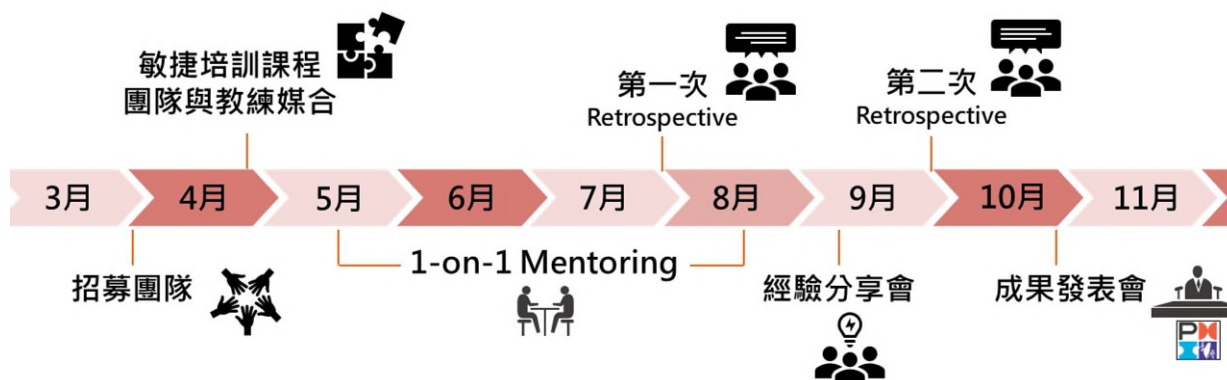 敏捷培訓課程
團隊與教練媒合
第一次
Retrospective
第二次
Retrospective
3月
4月
5月
6月
7月
8月
9月
10月
11月
招募團隊
1-on-1 Mentoring
經驗分享會
成果發表會